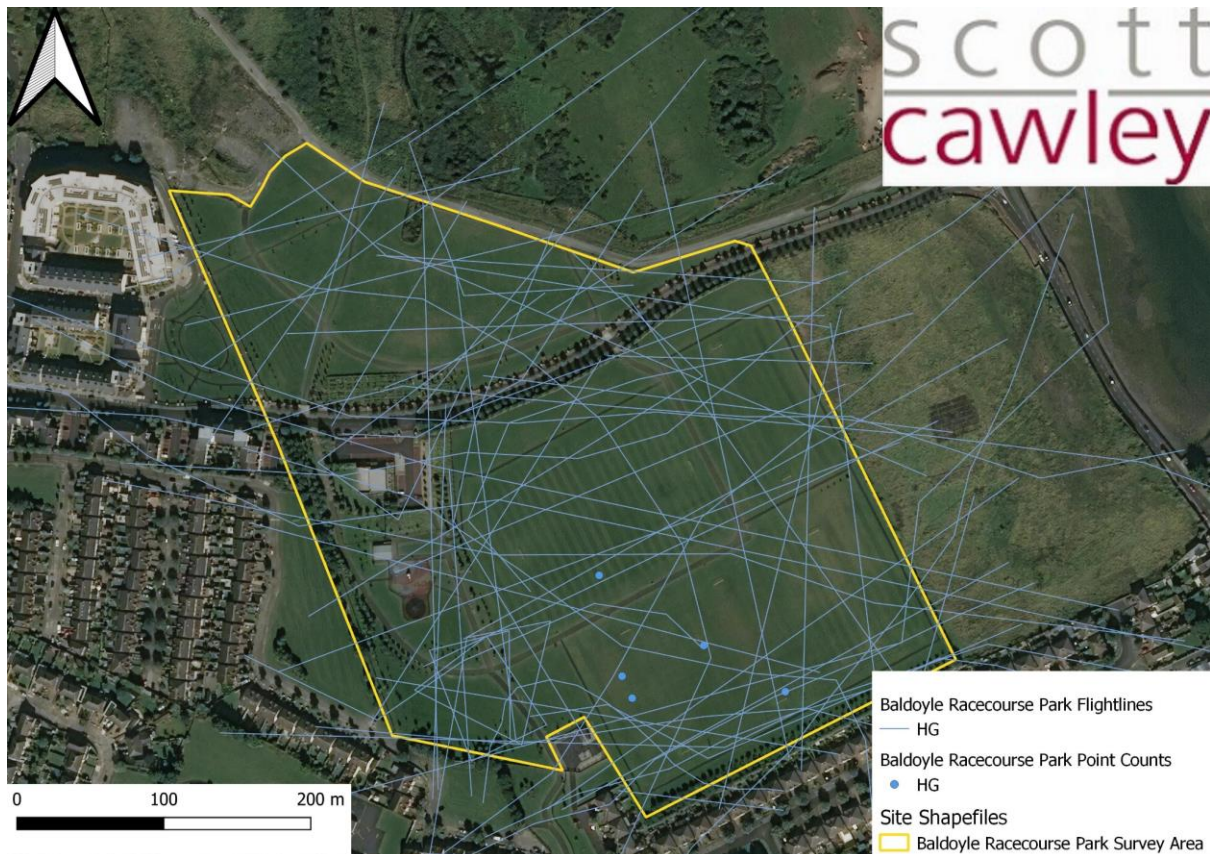 scott
cawley
Baldoyle Racecourse Park Flightlines
HG
Baldoyle Racecourse Park Point Counts
HG
Site Shapefiles
Baldoyle Racecourse Park Survey Area
0 100 200 m